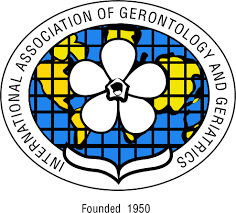 INTERNATIONAL ASSOCIATION OF GERONTOLOGY AND GERIATRICS
Founded 1950